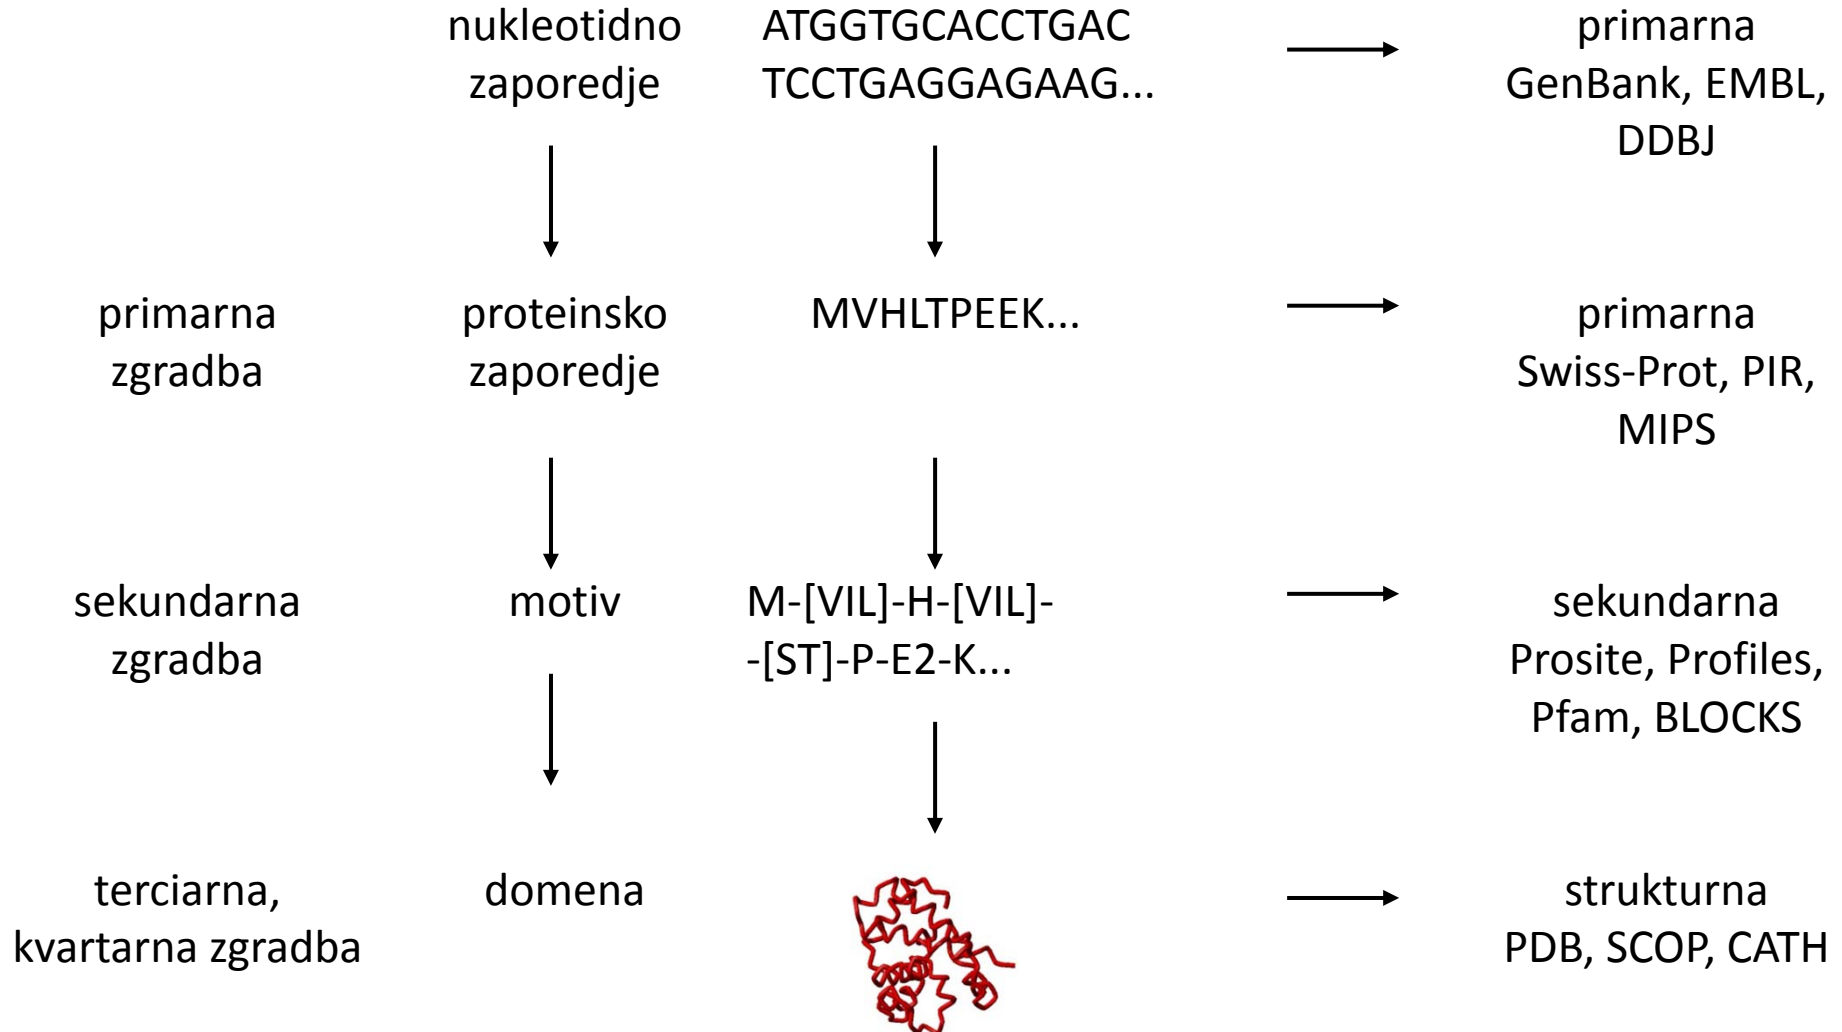 nukleotidno
zaporedje
ATGGTGCACCTGAC
TCCTGAGGAGAAG...
primarna
GenBank, EMBL,
DDBJ
primarna
zgradba
proteinsko
zaporedje
MVHLTPEEK...
primarna
Swiss-Prot, PIR,
MIPS
sekundarna
zgradba
motiv
M-[VIL]-H-[VIL]-
-[ST]-P-E2-K...
sekundarna
Prosite, Profiles,
Pfam, BLOCKS
terciarna,
kvartarna zgradba
domena
strukturna
PDB, SCOP, CATH